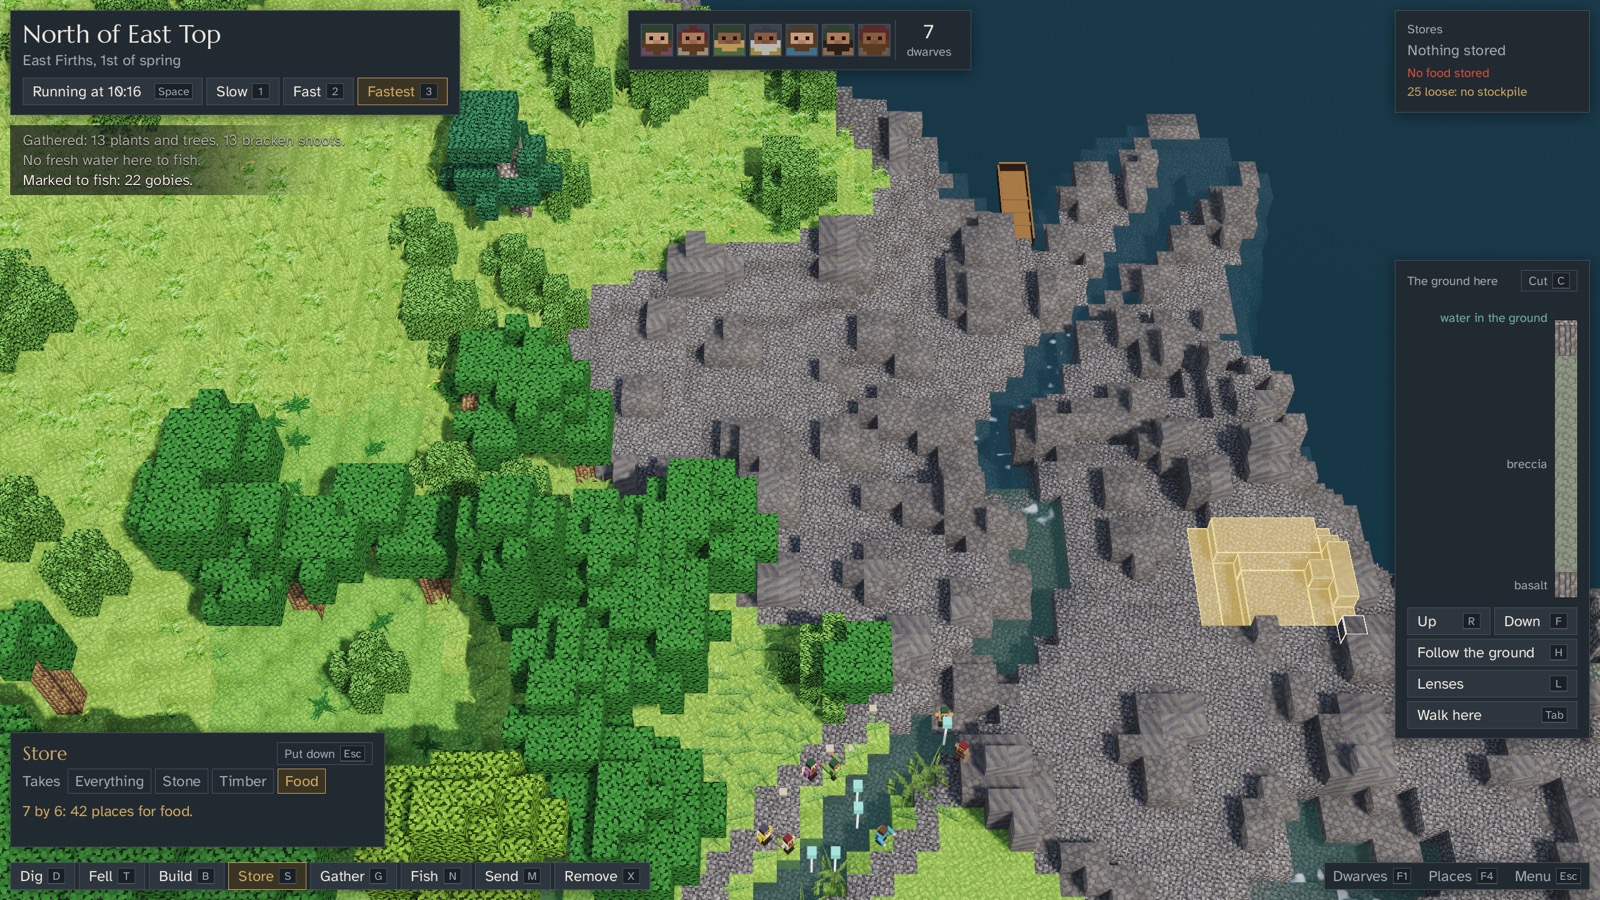 North of East Top
East Firths, 1st of spring
Running at 10:16 Space
Slow 1
Fast 2
Fastest 3
Gathered: 13 plants and trees, 13 bracken shoots.
No fresh water here to fish.
Marked to fish: 22 gobies.
7
dwarves
Stores
Nothing stored
No food stored
25 loose: no stockpile
The ground here
Cut C
water in the ground
breccia
basalt
Up R
Down F
Follow the ground H
Lenses L
Walk here Tab
Store
Put down Esc
Takes Everything Stone Timber Food
7 by 6: 42 places for food.
Dig D
Fell T
Build B
Store S
Gather G
Fish N
Send M
Remove X
Dwarves F1
Places F4
Menu Esc